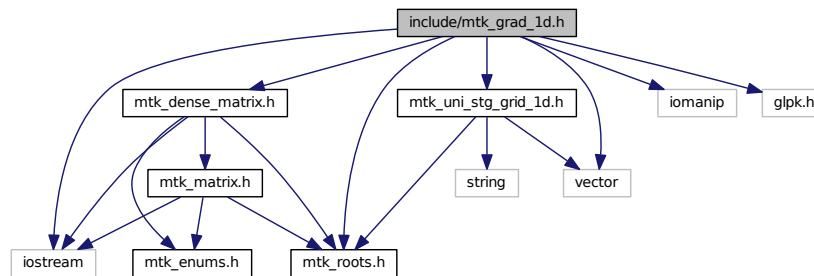 include/mtk_grad_1d.h
mtk_dense_matrix.h
mtk_uni_stg_grid_1d.h
iomanip
glpk.h
mtk_matrix.h
string
vector
iostream
mtk_enums.h
mtk_roots.h